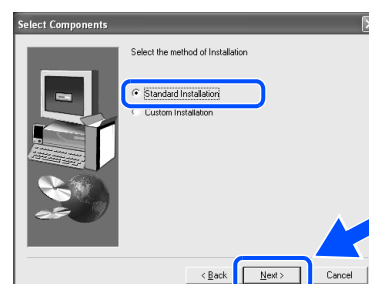 Select Components
Select the method of Installation
Standard Installation
Custom Installation
< Back
Next >
Cancel